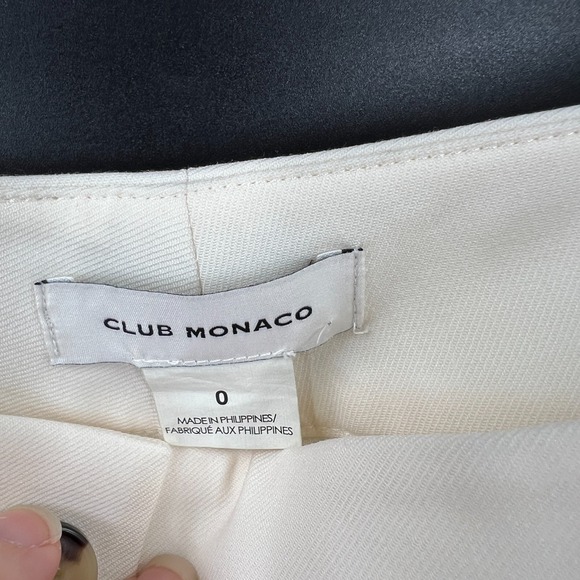 CLUB MONACO
0
MADE IN PHILIPPINES/
FABRIQUÉ AUX PHILIPPINES